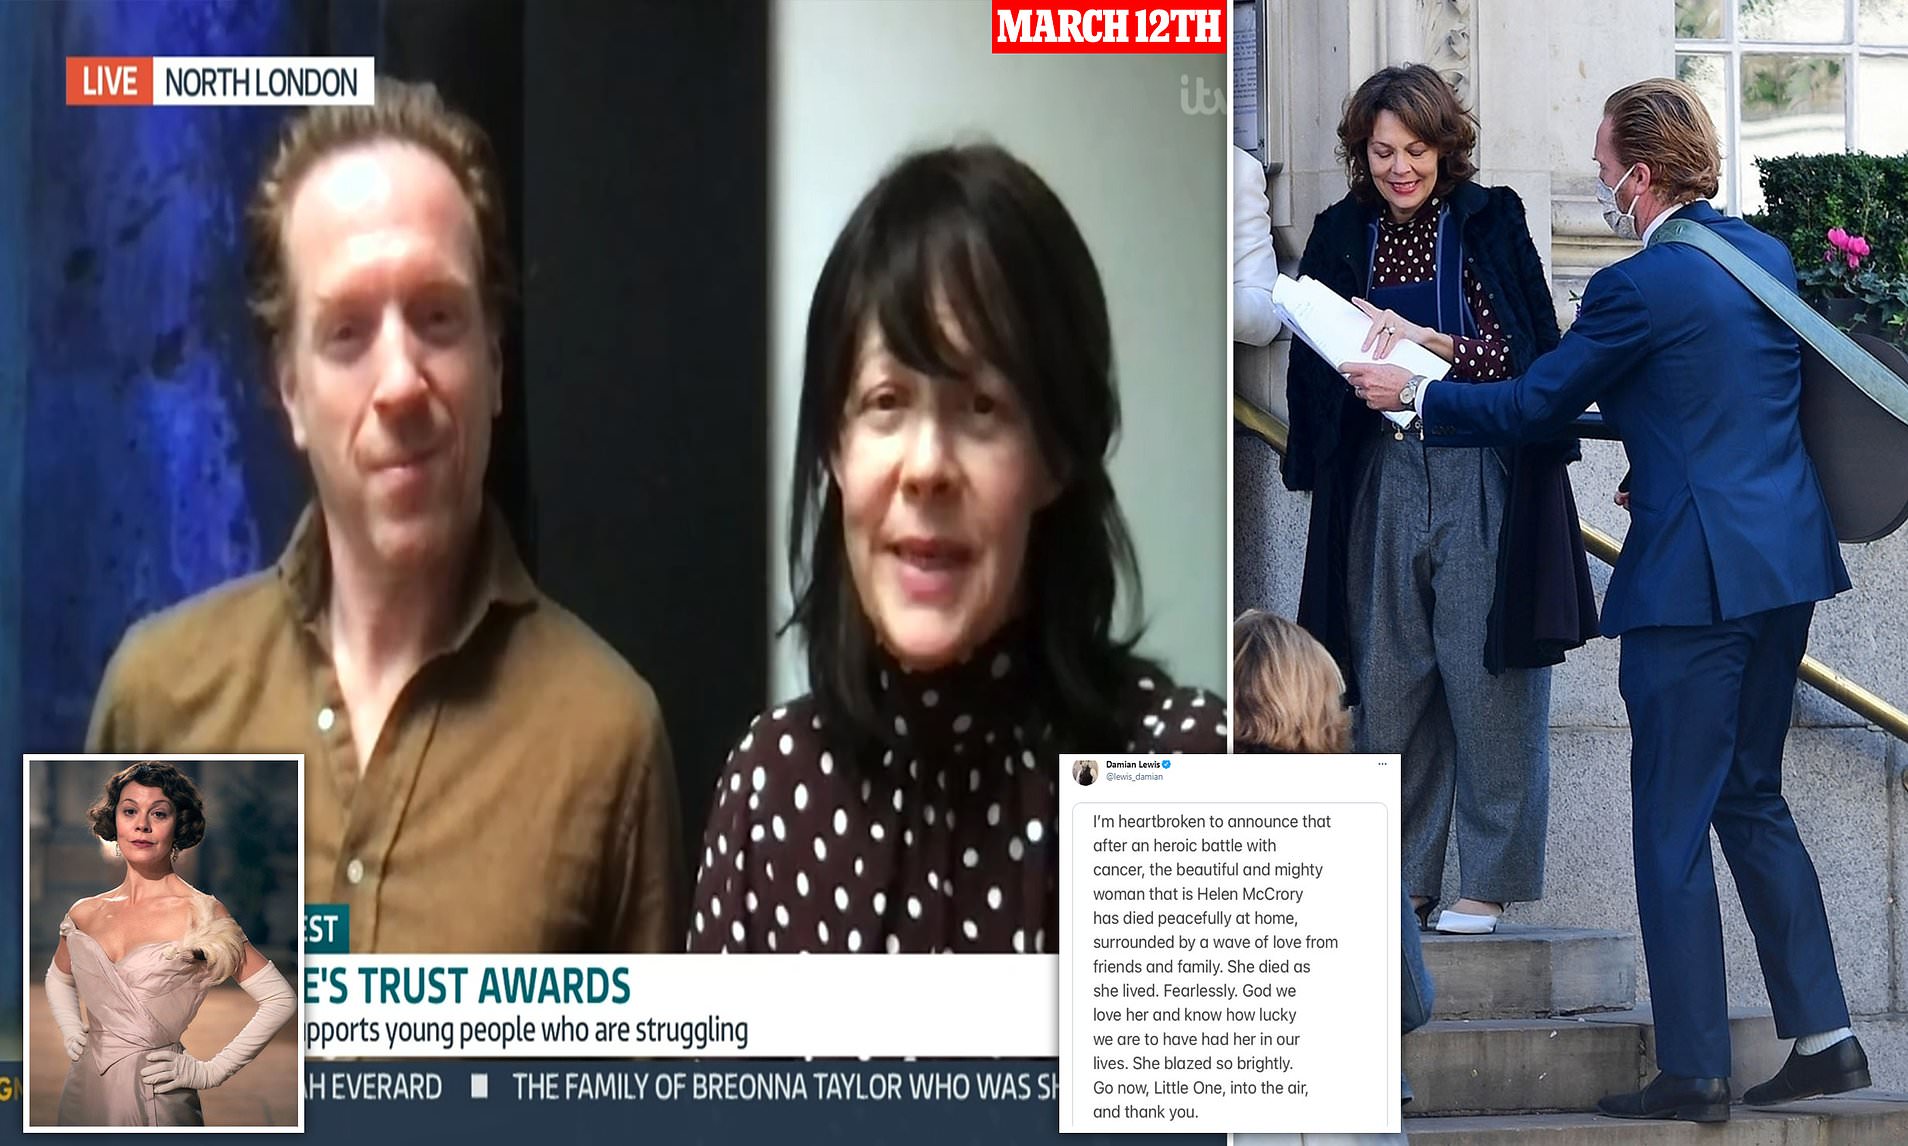 MARCH 12TH
LIVE NORTH LONDON
itv
EST
E'S TRUST AWARDS
pports young people who are struggling
GN
AH EVERARD ■ THE FAMILY OF BREONNA TAYLOR WHO WAS SH
Damian Lewis
@lewis_damian
I'm heartbroken to announce that
after an heroic battle with
cancer, the beautiful and mighty
woman that is Helen McCrory
has died peacefully at home,
surrounded by a wave of love from
friends and family. She died as
she lived. Fearlessly. God we
love her and know how lucky
we are to have had her in our
lives. She blazed so brightly.
Go now, Little One, into the air,
and thank you.